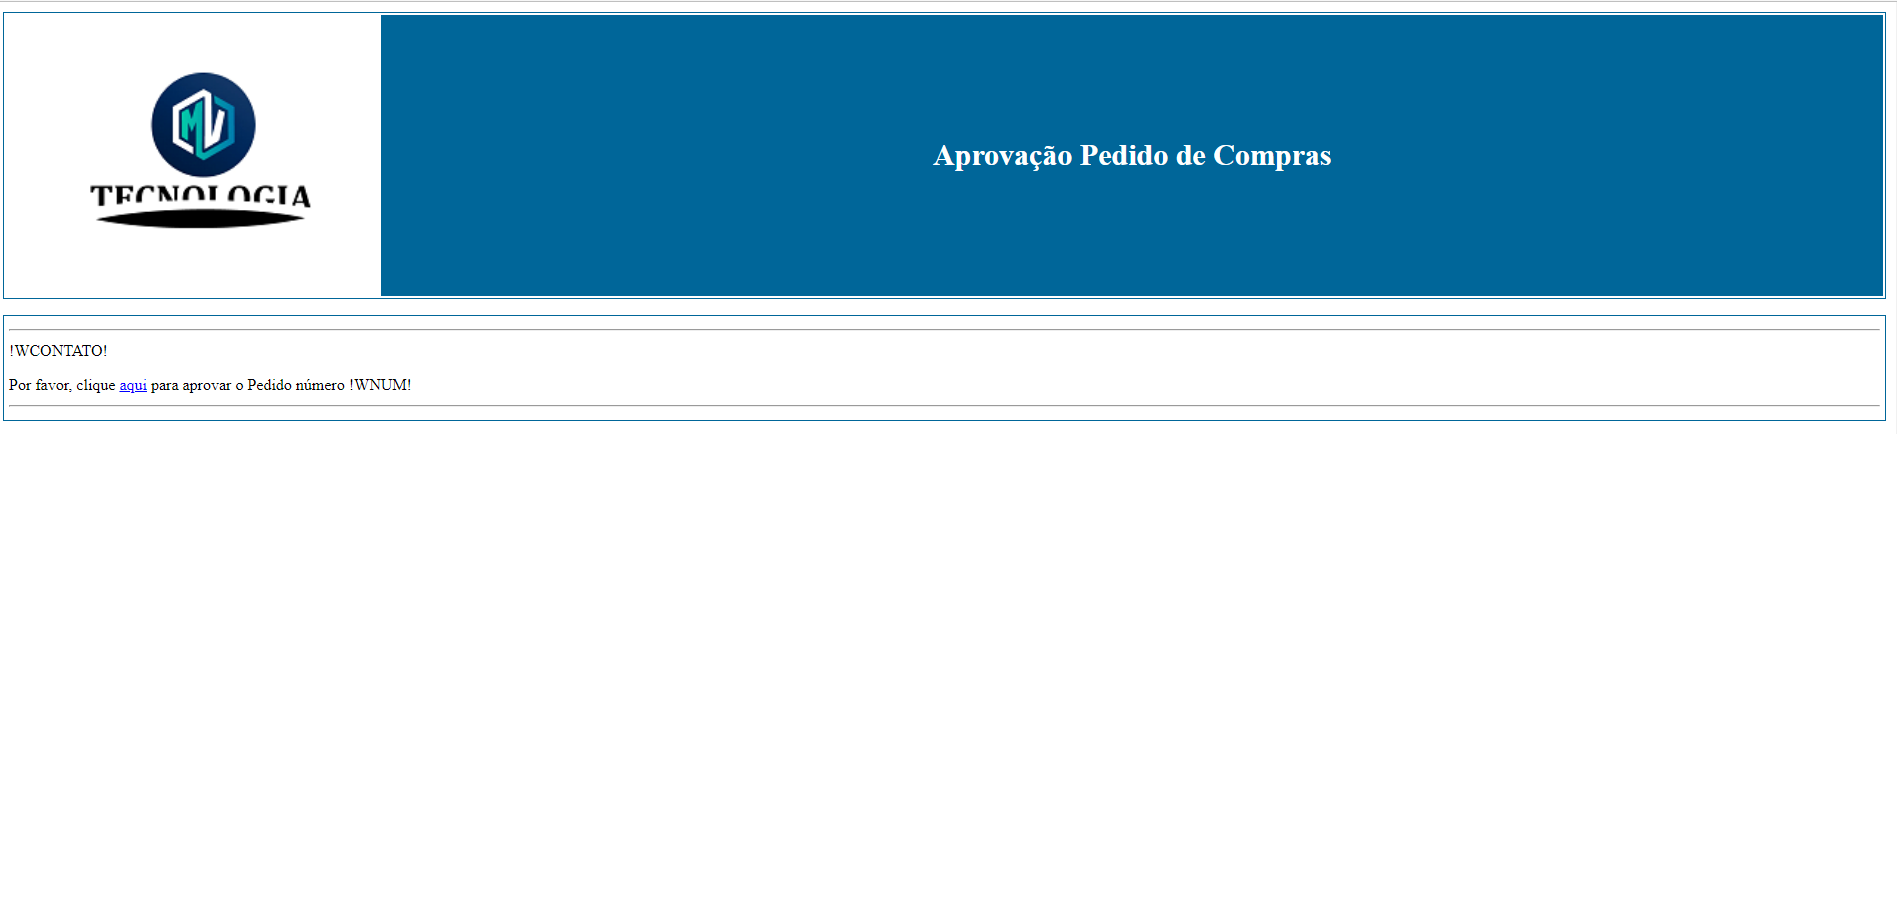 MV
TECNOLOGIA
Aprovação Pedido de Compras
!WCONTATO!
Por favor, clique aqui para aprovar o Pedido número !WNUM!